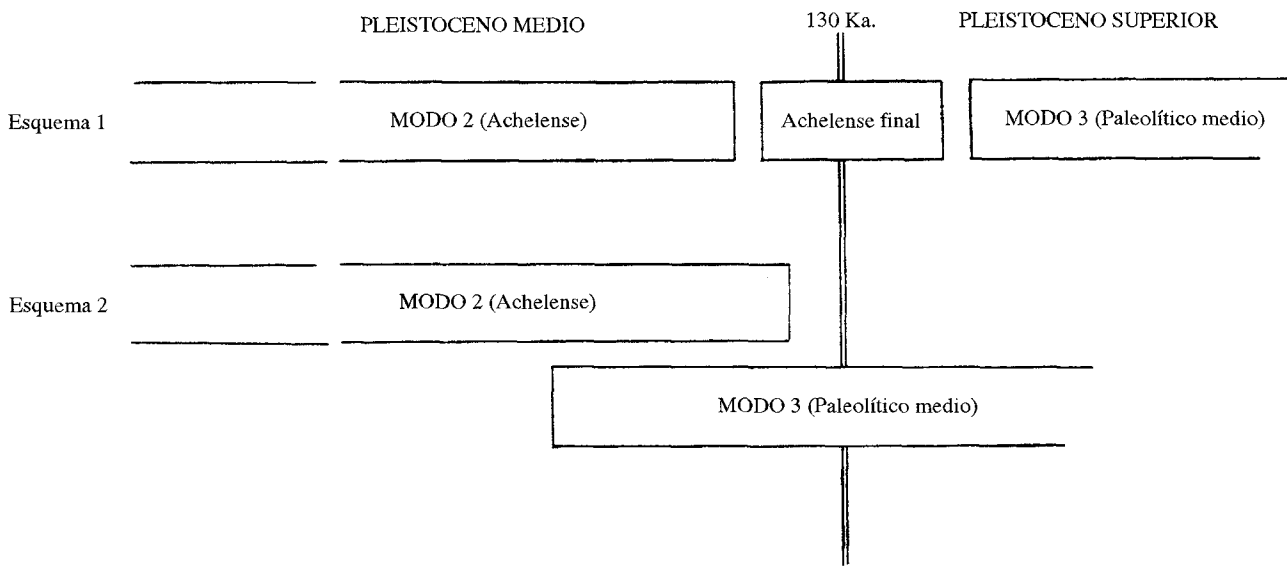 PLEISTOCENO MEDIO
130 Ka.
PLEISTOCENO SUPERIOR
Esquema 1
MODO 2 (Achelense)
Achelense final
MODO 3 (Paleolítico medio)
Esquema 2
MODO 2 (Achelense)
MODO 3 (Paleolítico medio)